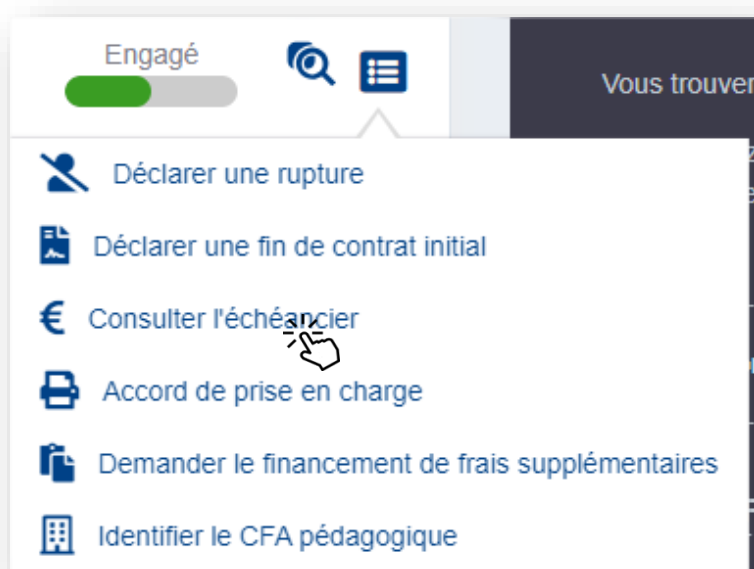 Engagé
Vous trouver
Déclarer une rupture
Déclarer une fin de contrat initial
Consulter l'échéancier
Accord de prise en charge
Demander le financement de frais supplémentaires
Identifier le CFA pédagogique